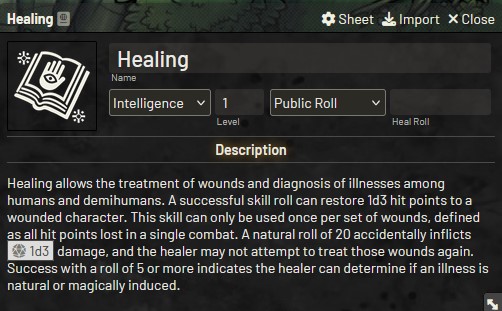 Healing
Sheet Import Close
Healing
Name
Intelligence 1 Public Roll
Level Heal Roll
Description
Healing allows the treatment of wounds and diagnosis of illnesses among
humans and demihumans. A successful skill roll can restore 1d3 hit points to a
wounded character. This skill can only be used once per set of wounds, defined
as all hit points lost in a single combat. A natural roll of 20 accidentally inflicts
1d3 damage, and the healer may not attempt to treat those wounds again.
Success with a roll of 5 or more indicates the healer can determine if an illness is
natural or magically induced.